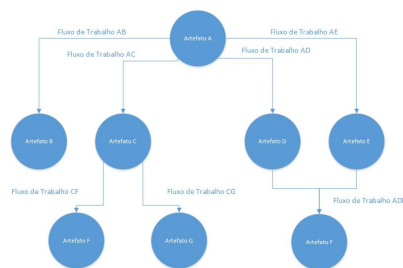 Artefato A
Fluxo de Trabalho AB
Fluxo de Trabalho AE
Fluxo de Trabalho AC
Fluxo de Trabalho AD
Artefato B
Artefato C
Artefato D
Artefato E
Fluxo de Trabalho CF
Fluxo de Trabalho CG
Fluxo de Trabalho ADI
Artefato F
Artefato G
Artefato F